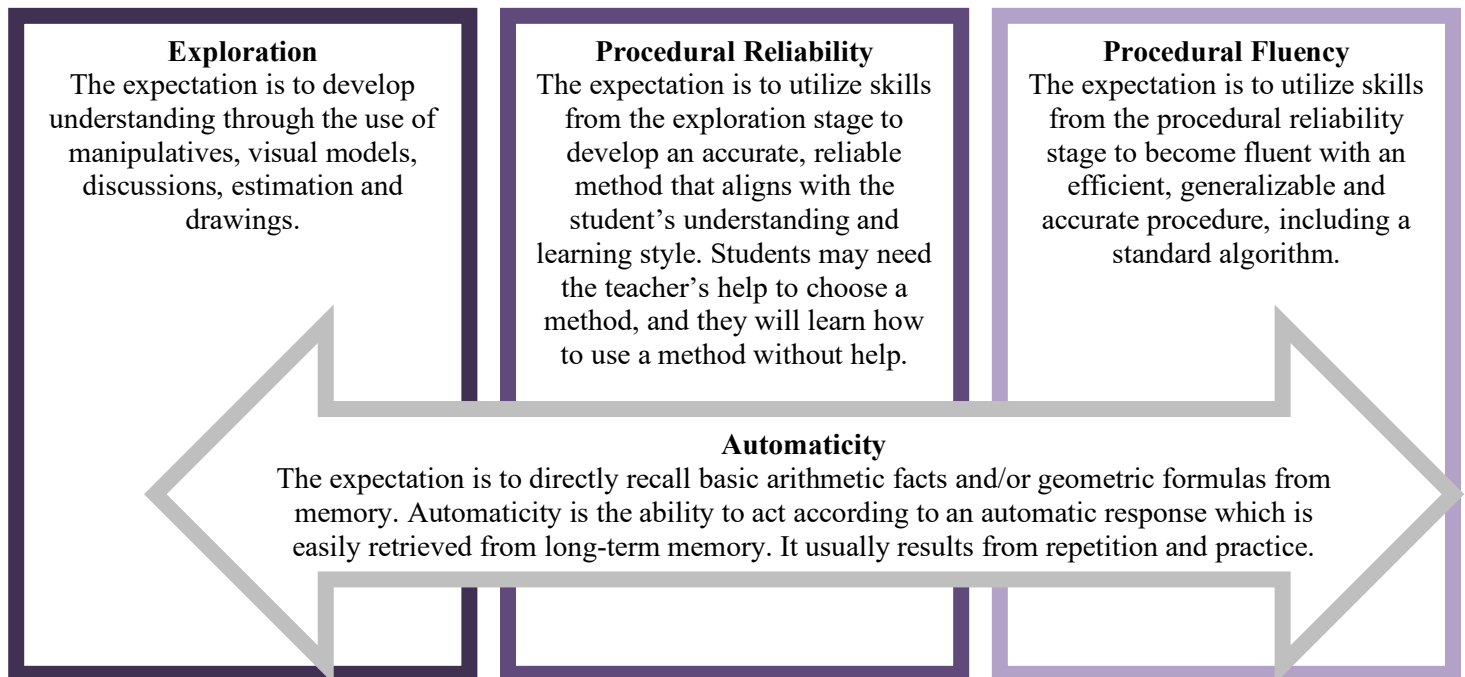 Exploration
The expectation is to develop
understanding through the use of
manipulatives, visual models,
discussions, estimation and
drawings.
Procedural Reliability
The expectation is to utilize skills
from the exploration stage to
develop an accurate, reliable
method that aligns with the
student’s understanding and
learning style. Students may need
the teacher’s help to choose a
method, and they will learn how
to use a method without help.
Procedural Fluency
The expectation is to utilize skills
from the procedural reliability
stage to become fluent with an
efficient, generalizable and
accurate procedure, including a
standard algorithm.
Automaticity
The expectation is to directly recall basic arithmetic facts and/or geometric formulas from
memory. Automaticity is the ability to act according to an automatic response which is
easily retrieved from long-term memory. It usually results from repetition and practice.